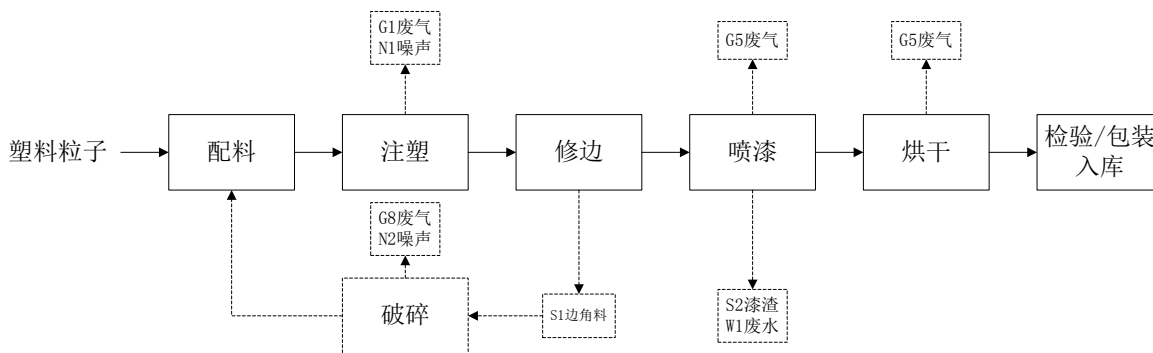 G1废气
N1噪声
G5废气
G5废气
塑料粒子
配料
注塑
修边
喷漆
烘干
检验/包装
入库
G8废气
N2噪声
破碎
S1边角料
S2漆渣
W1废水